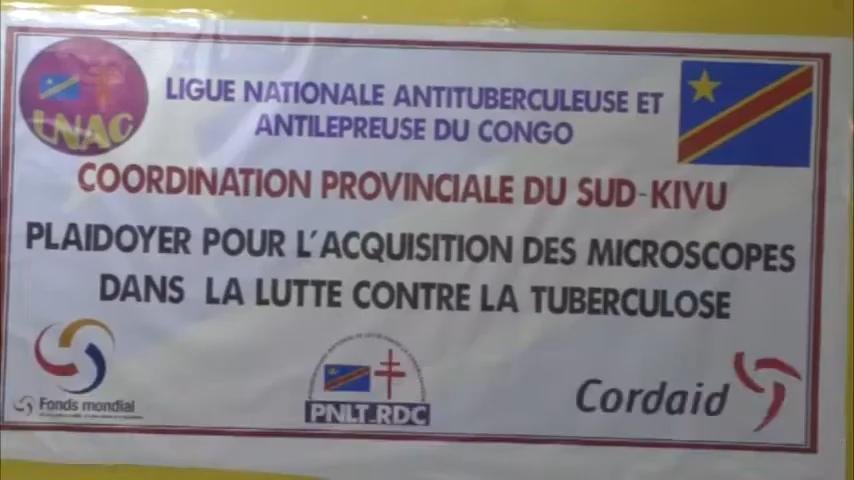 LNAC
LIGUE NATIONALE ANTITUBERCULEUSE ET
ANTILEPREUSE DU CONGO
COORDINATION PROVINCIALE DU SUD-KIVU
PLAIDOYER POUR L'ACQUISITION DES MICROSCOPES
DANS LA LUTTE CONTRE LA TUBERCULOSE
Fonds mondial
PNLT-RDC
Cordaid